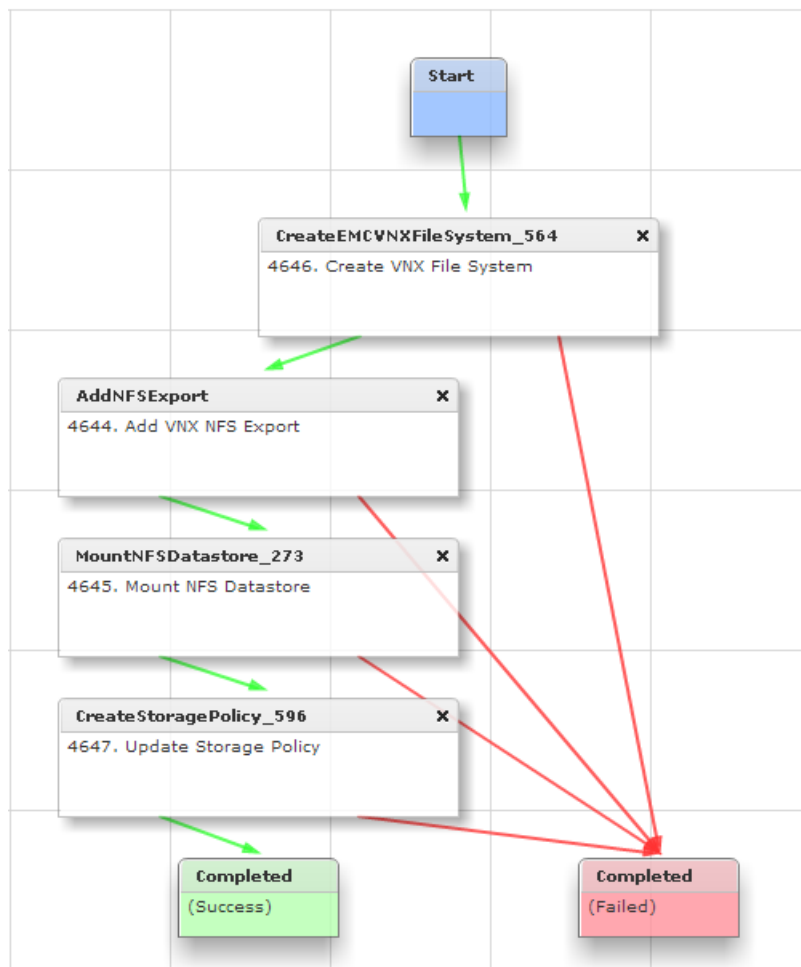 Start
CreateEMCVNXFileSystem_564
4646. Create VNX File System
AddNFSExport
4644. Add VNX NFS Export
MountNFSDatastore_273
4645. Mount NFS Datastore
CreateStoragePolicy_596
4647. Update Storage Policy
Completed
(Success)
Completed
(Failed)